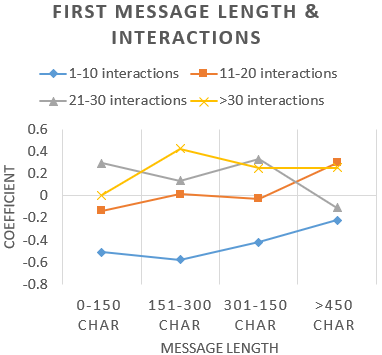 FIRST MESSAGE LENGTH &
INTERACTIONS
1-10 interactions
11-20 interactions
21-30 interactions
>30 interactions
0.6
0.4
0.2
0
-0.2
-0.4
-0.6
-0.8
COEFFICIENT
0-150
CHAR
151-300
CHAR
301-150
CHAR
>450
CHAR
MESSAGE LENGTH